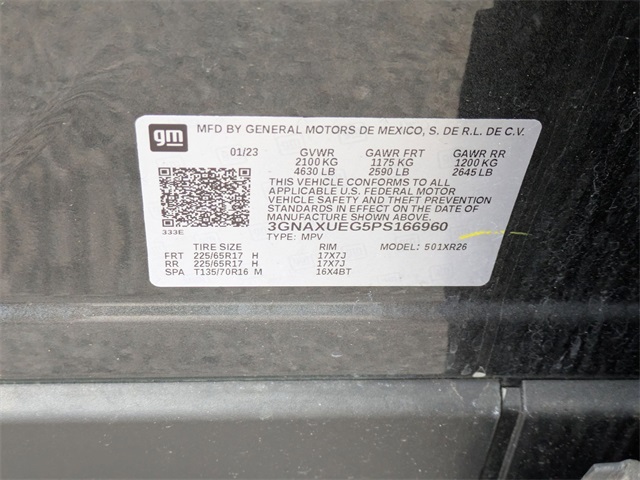 gm MFD BY GENERAL MOTORS DE MEXICO, S. DE R.L. DE C.V.
01/23 GVWR GAWR FRT GAWR RR
2100 KG 1175 KG 1200 KG
4630 LB 2590 LB 2645 LB
THIS VEHICLE CONFORMS TO ALL
APPLICABLE U.S. FEDERAL MOTOR
VEHICLE SAFETY AND THEFT PREVENTION
STANDARDS IN EFFECT ON THE DATE OF
MANUFACTURE SHOWN ABOVE.
333E 3GNAXUEG5PS166960
TYPE: MPV MODEL: 501XR26
TIRE SIZE RIM
FRT 225/65R17 H 17X7J
RR 225/65R17 H 17X7J
SPA T135/70R16 M 16X4BT